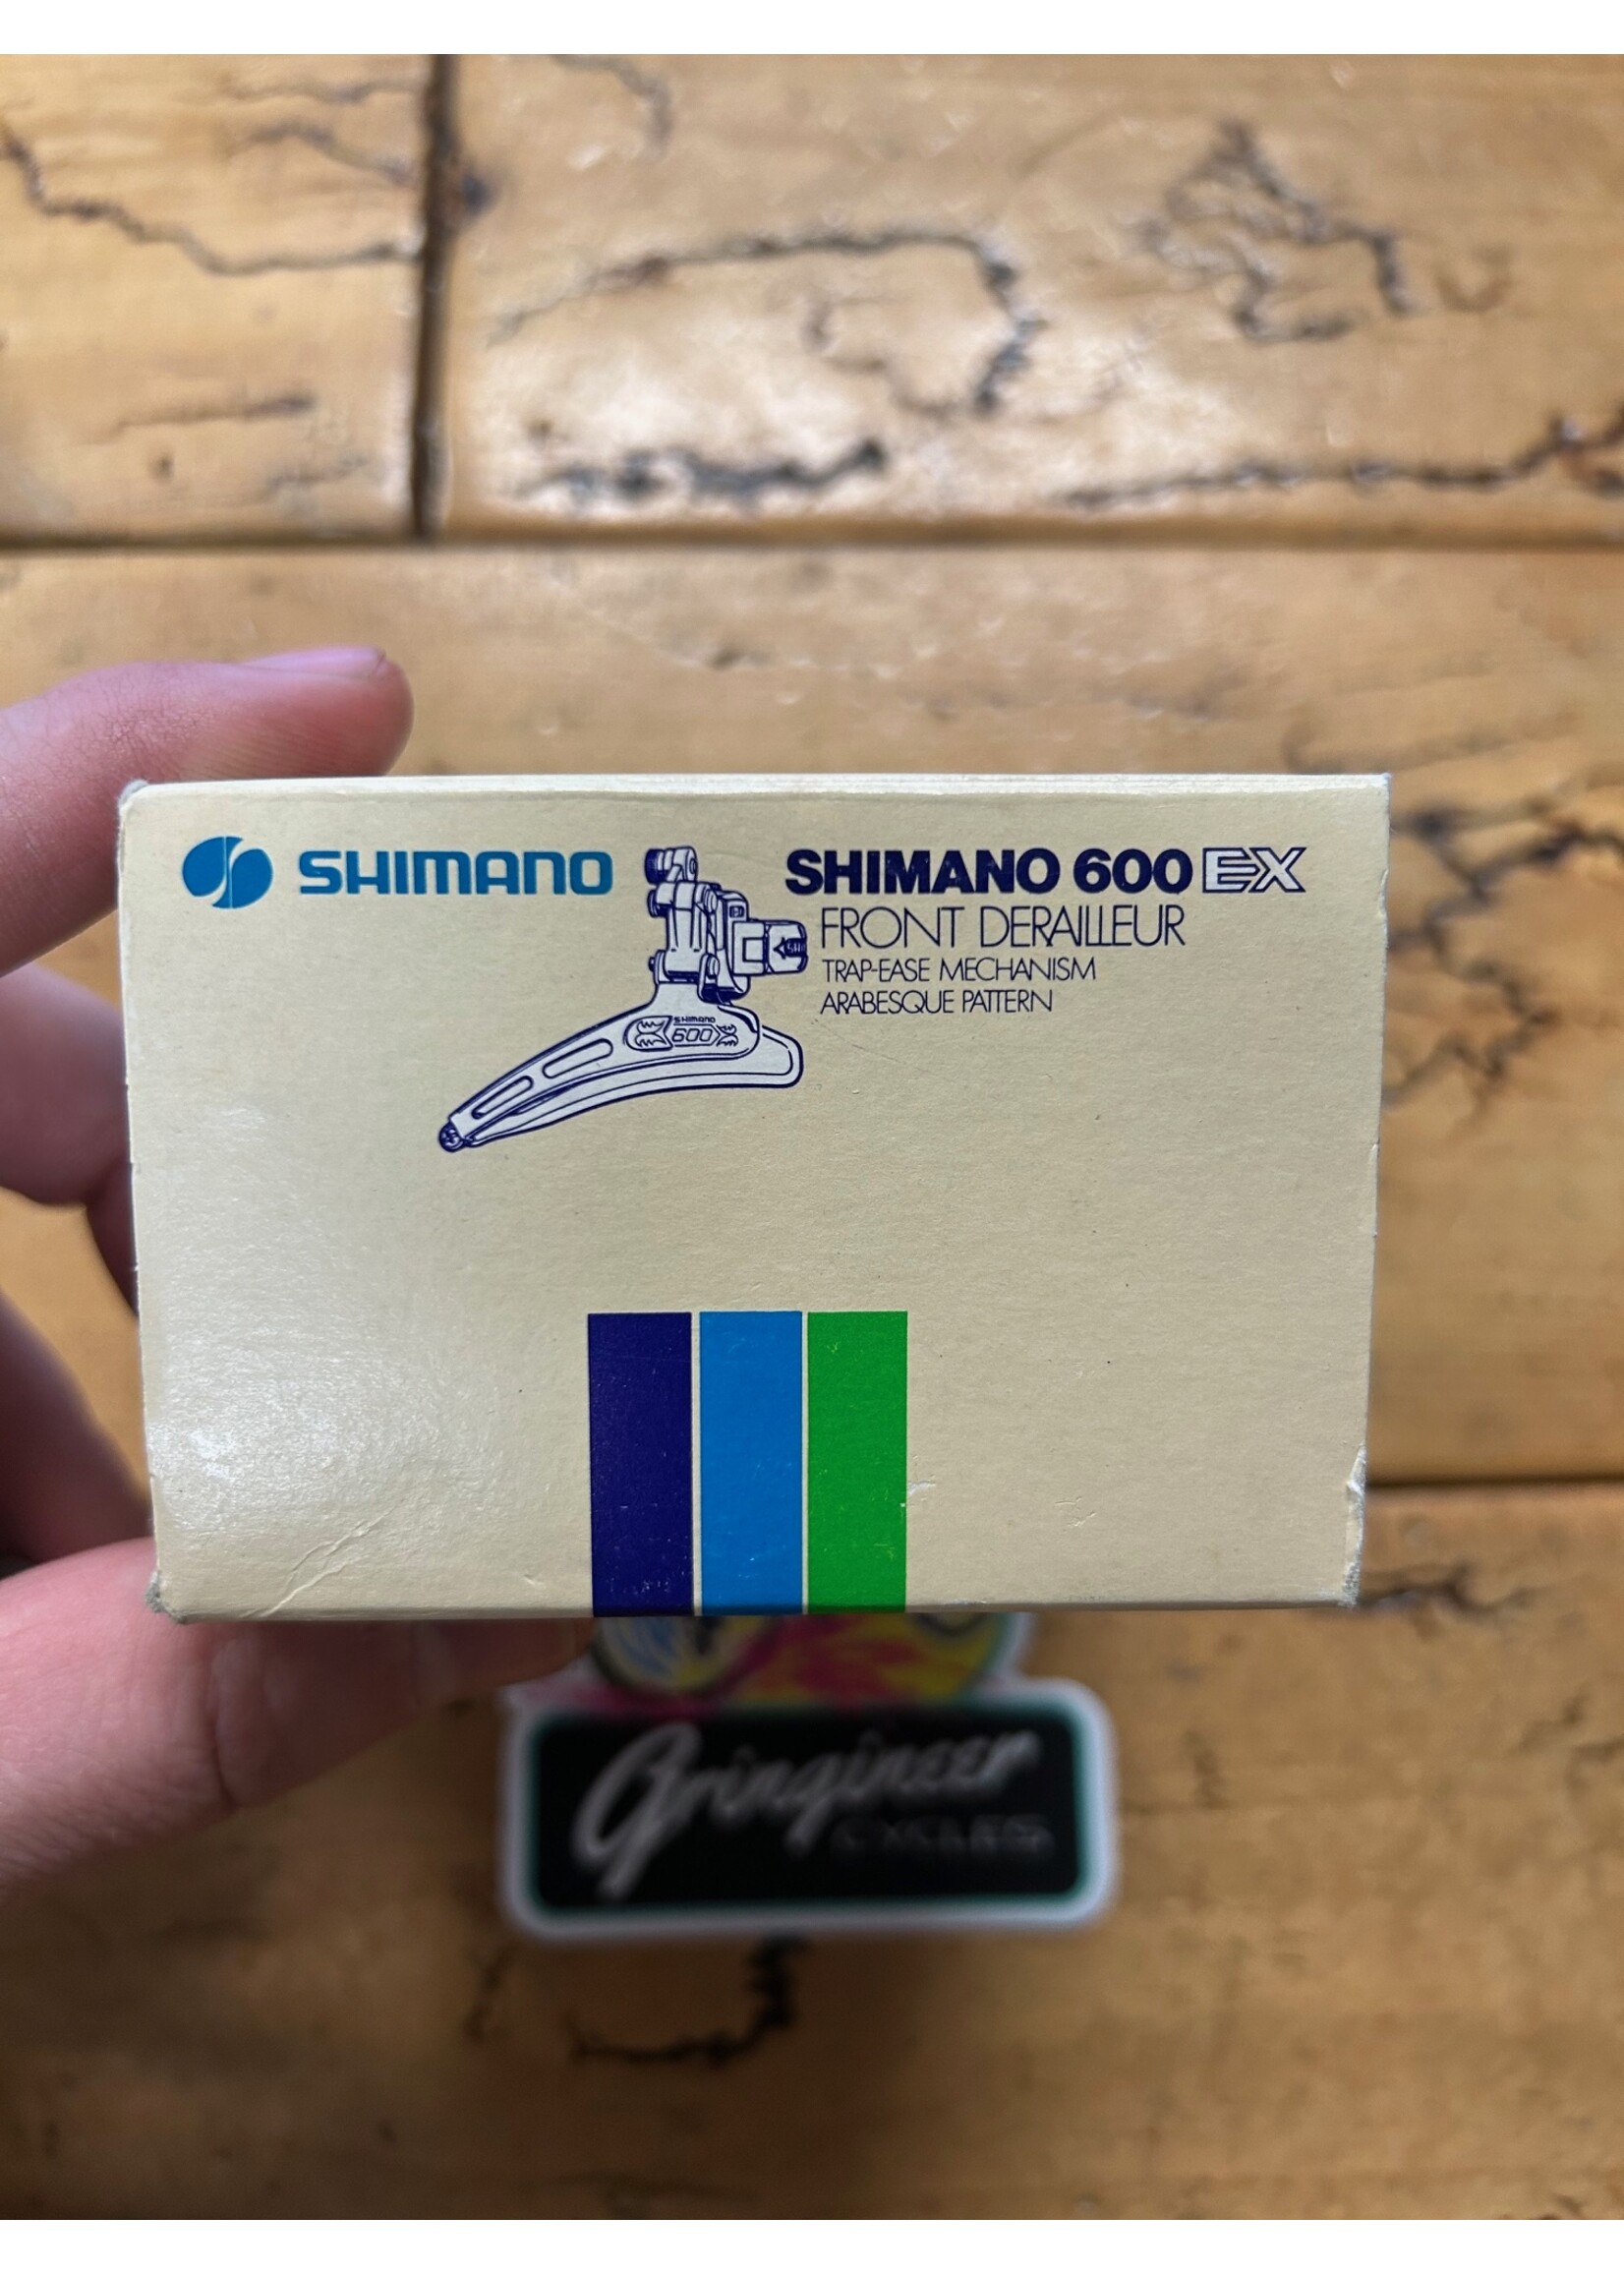 SHIMANO
SHIMANO 600 EX
FRONT DERAILLEUR
TRAP-EASE MECHANISM
ARABESQUE PATTERN
SHIMANO
600
Gringineer
CYCLES